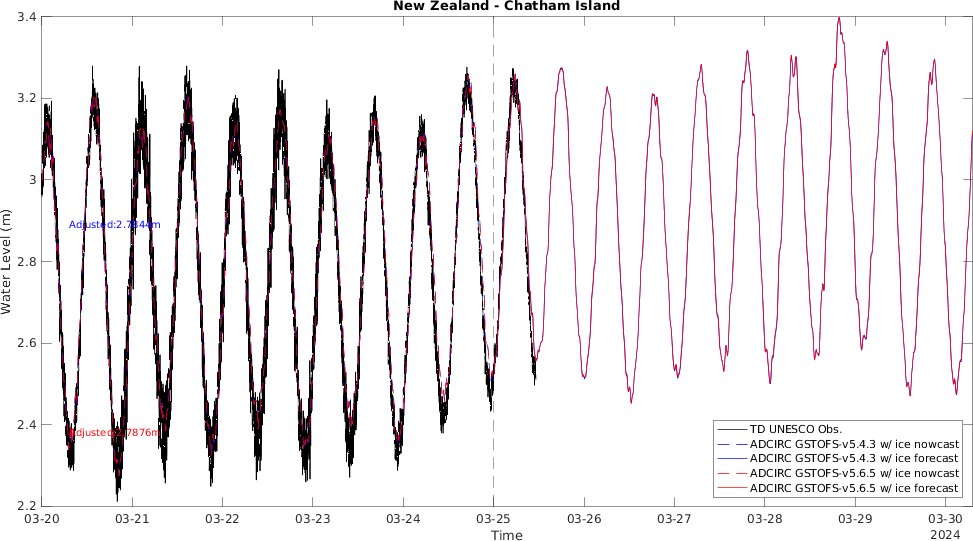 New Zealand - Chatham Island
3.4
3.2
3
2.8
2.6
2.4
2.2
Water Level (m)
Adjusted:2.7344m
03-20
03-21
03-22
03-23
03-24
03-25
03-26
03-27
03-28
03-29
03-30
2024
Time
TD UNESCO Obs.
ADCIRC GSTOFS-v5.4.3 w/ ice nowcast
ADCIRC GSTOFS-v5.4.3 w/ ice forecast
ADCIRC GSTOFS-v5.6.5 w/ ice nowcast
ADCIRC GSTOFS-v5.6.5 w/ ice forecast